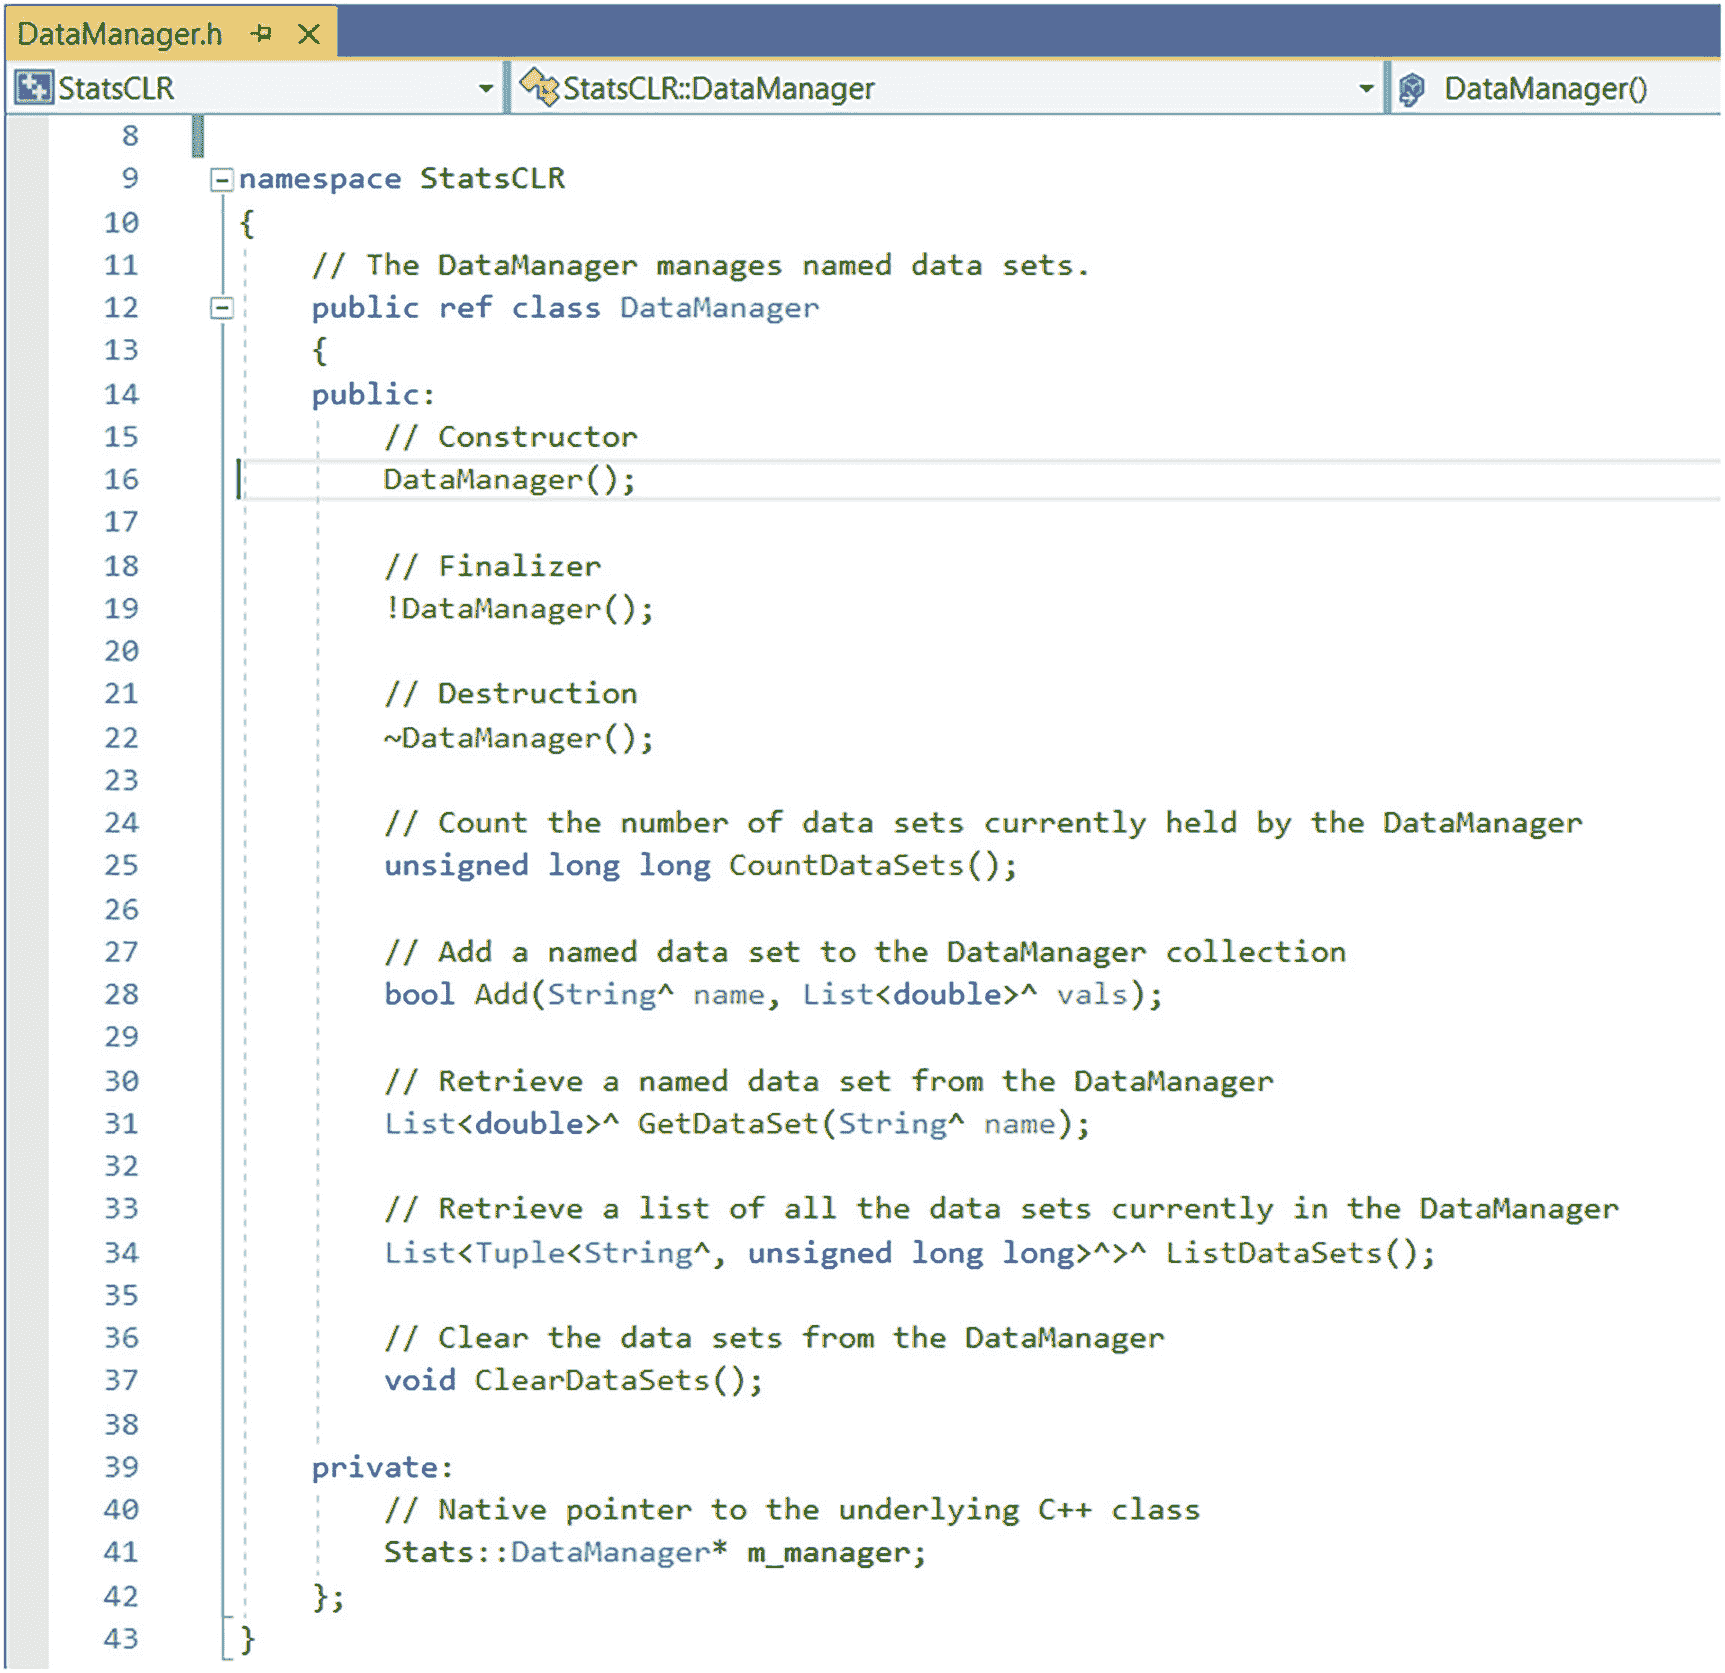 DataManager.h
StatsCLR StatsCLR::DataManager DataManager()
8
9 namespace StatsCLR
10 {
11 // The DataManager manages named data sets.
12 public ref class DataManager
13 {
14 public:
15 // Constructor
16 DataManager();
17
18 // Finalizer
19 !DataManager();
20
21 // Destruction
22 ~DataManager();
23
24 // Count the number of data sets currently held by the DataManager
25 unsigned long long CountDataSets();
26
27 // Add a named data set to the DataManager collection
28 bool Add(String^ name, List<double>^ vals);
29
30 // Retrieve a named data set from the DataManager
31 List<double>^ GetDataSet(String^ name);
32
33 // Retrieve a list of all the data sets currently in the DataManager
34 List<Tuple<String^, unsigned long long>^>^ ListDataSets();
35
36 // Clear the data sets from the DataManager
37 void ClearDataSets();
38
39 private:
40 // Native pointer to the underlying C++ class
41 Stats::DataManager* m_manager;
42 };
43 }